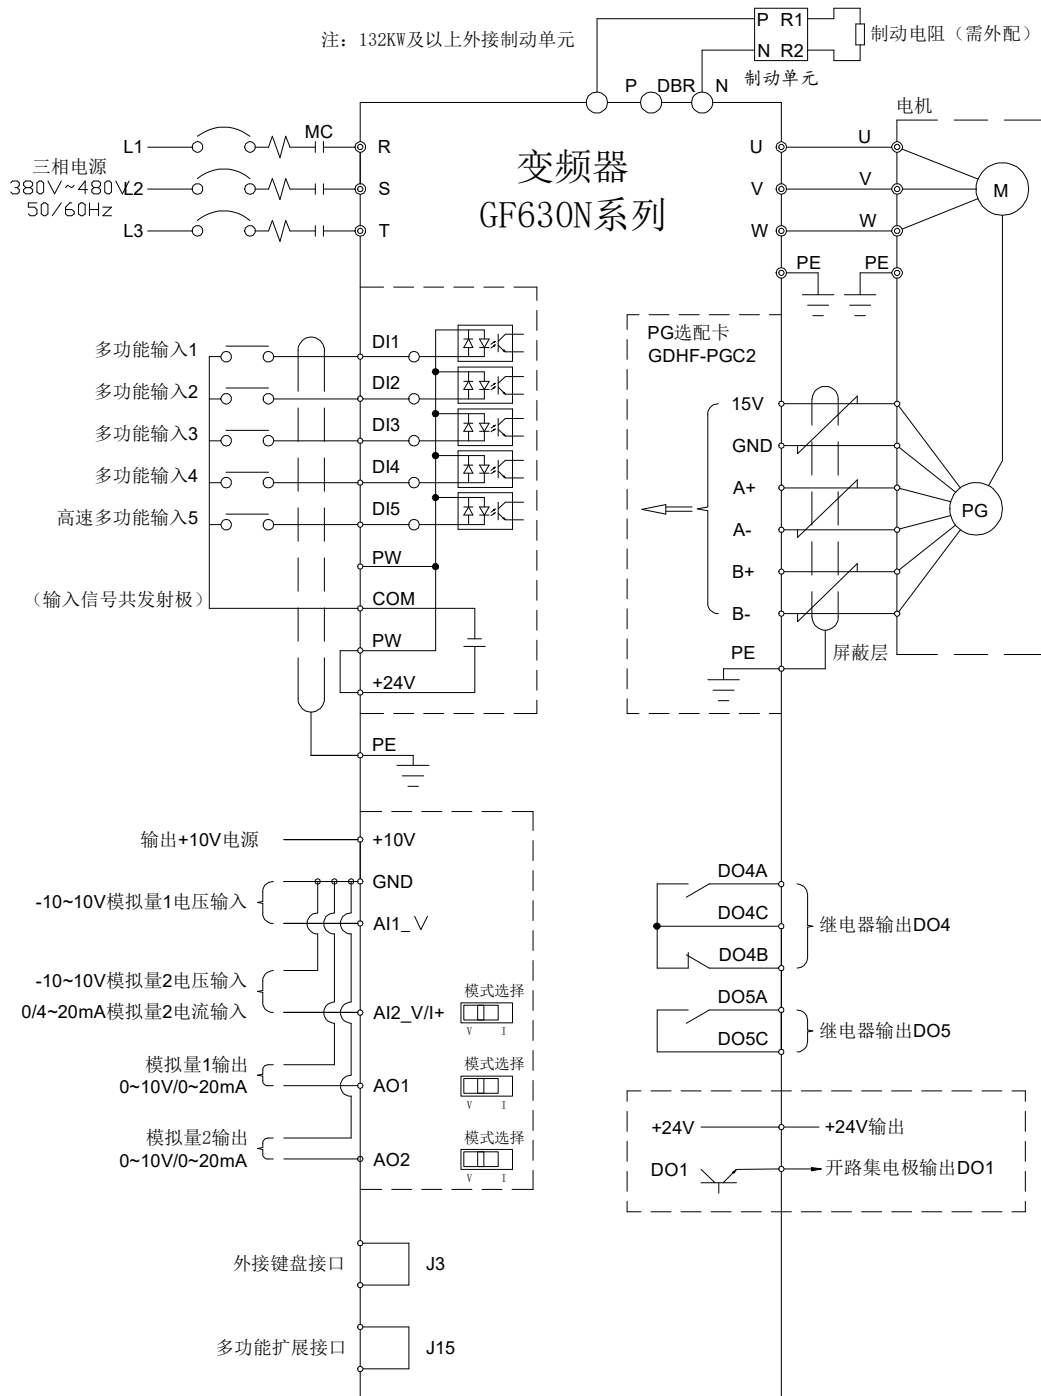 注：132KW及以上外接制动单元
P R1
N R2
制动电阻（需外配）
制动单元
P DBR N
电机
L1
L2
L3
MC
三相电源
380V~480V
50/60Hz
R
S
T
变频器
GF630N系列
U
V
W
U
V
W
M
PE
PE
多功能输入1
多功能输入2
多功能输入3
多功能输入4
高速多功能输入5
（输入信号共发射极）
DI1
DI2
DI3
DI4
DI5
PW
COM
PW
+24V
PE
PG选配卡
GDHF-PGC2
15V
GND
A+
A-
B+
B-
PE
PG
屏蔽层
输出+10V电源
+10V
GND
-10~10V模拟量1电压输入
AI1_V
-10~10V模拟量2电压输入
0/4~20mA模拟量2电流输入
AI2_V/I+
模式选择
V I
模拟量1输出
0~10V/0~20mA
AO1
模式选择
V I
模拟量2输出
0~10V/0~20mA
AO2
模式选择
V I
DO4A
DO4C
DO4B
继电器输出DO4
DO5A
DO5C
继电器输出DO5
+24V
+24V输出
DO1
开路集电极输出DO1
外接键盘接口
J3
多功能扩展接口
J15